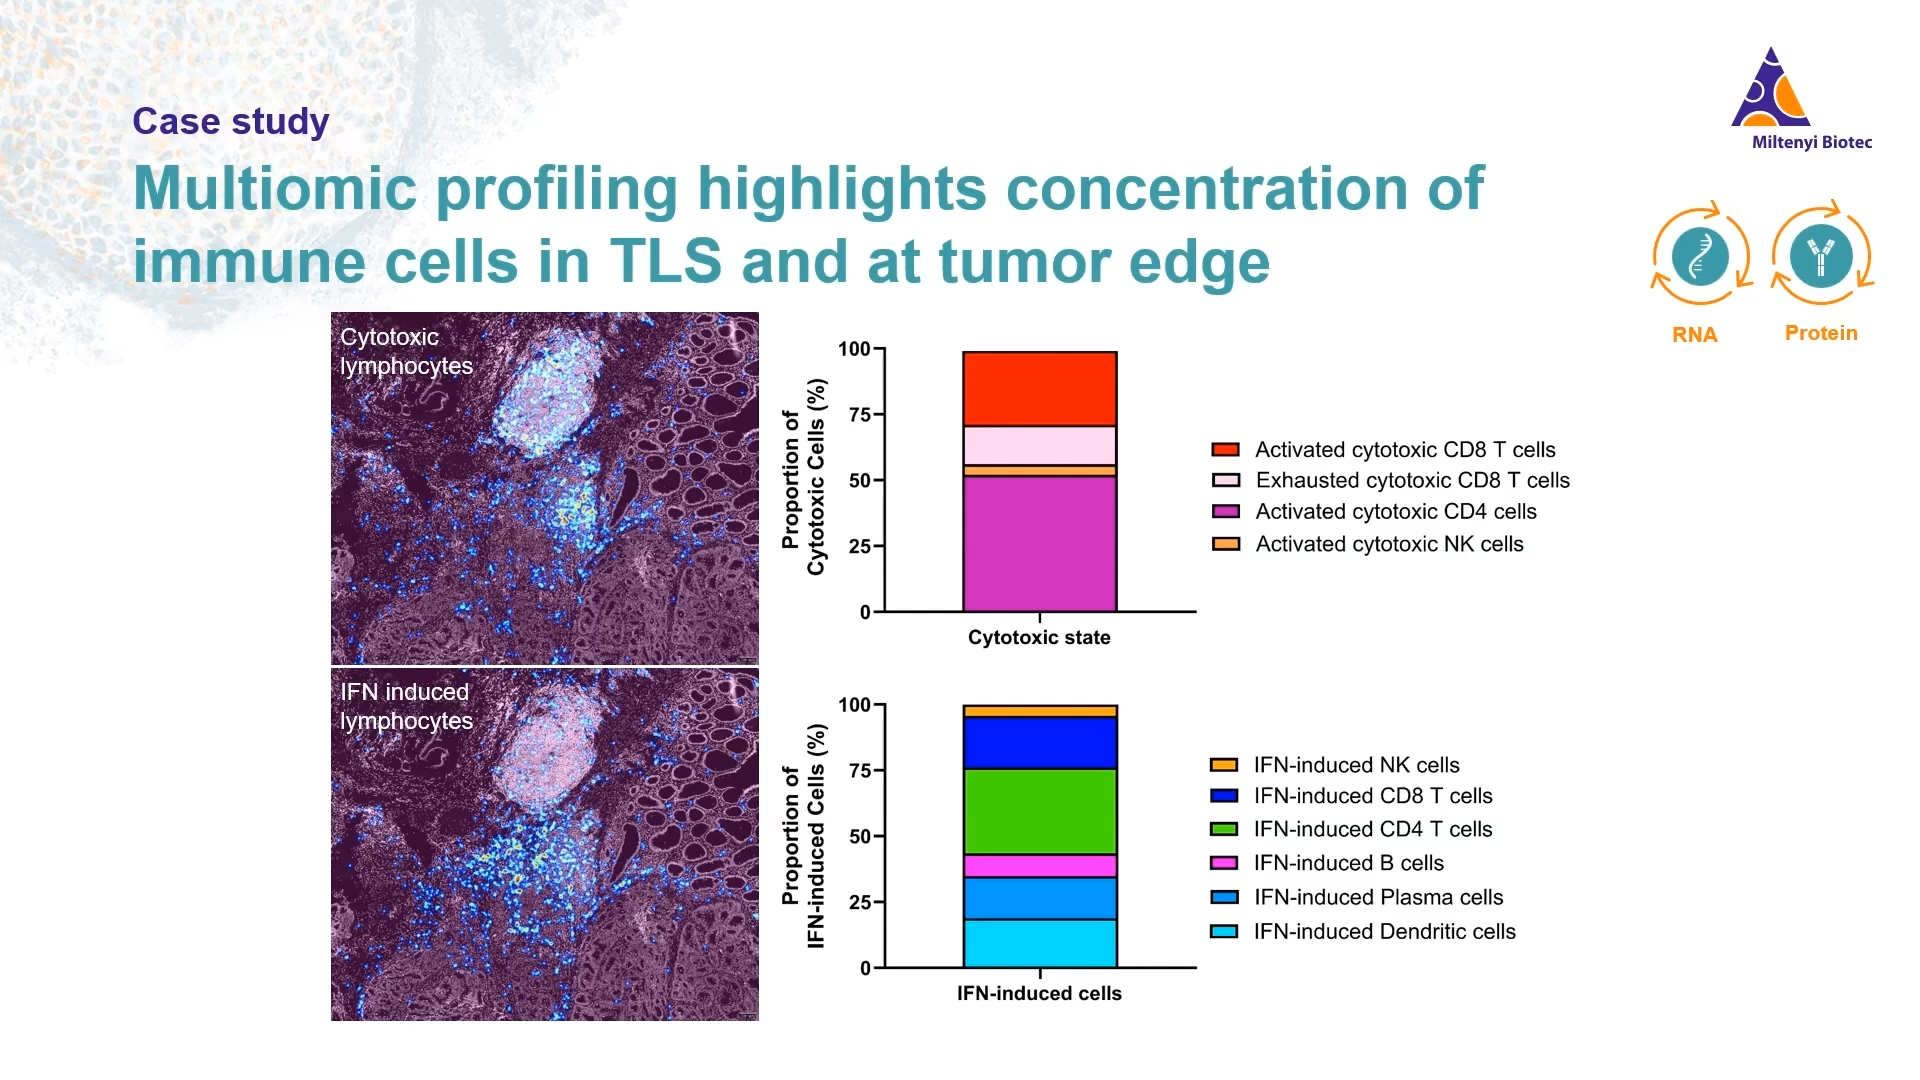 Case study
Multiomic profiling highlights concentration of
immune cells in TLS and at tumor edge
Miltenyi Biotec
RNA
Protein
Cytotoxic
lymphocytes
Proportion of
Cytotoxic Cells (%)
100
75
50
25
0
Cytotoxic state
Activated cytotoxic CD8 T cells
Exhausted cytotoxic CD8 T cells
Activated cytotoxic CD4 cells
Activated cytotoxic NK cells
IFN induced
lymphocytes
Proportion of
IFN-induced Cells (%)
100
75
50
25
0
IFN-induced cells
IFN-induced NK cells
IFN-induced CD8 T cells
IFN-induced CD4 T cells
IFN-induced B cells
IFN-induced Plasma cells
IFN-induced Dendritic cells